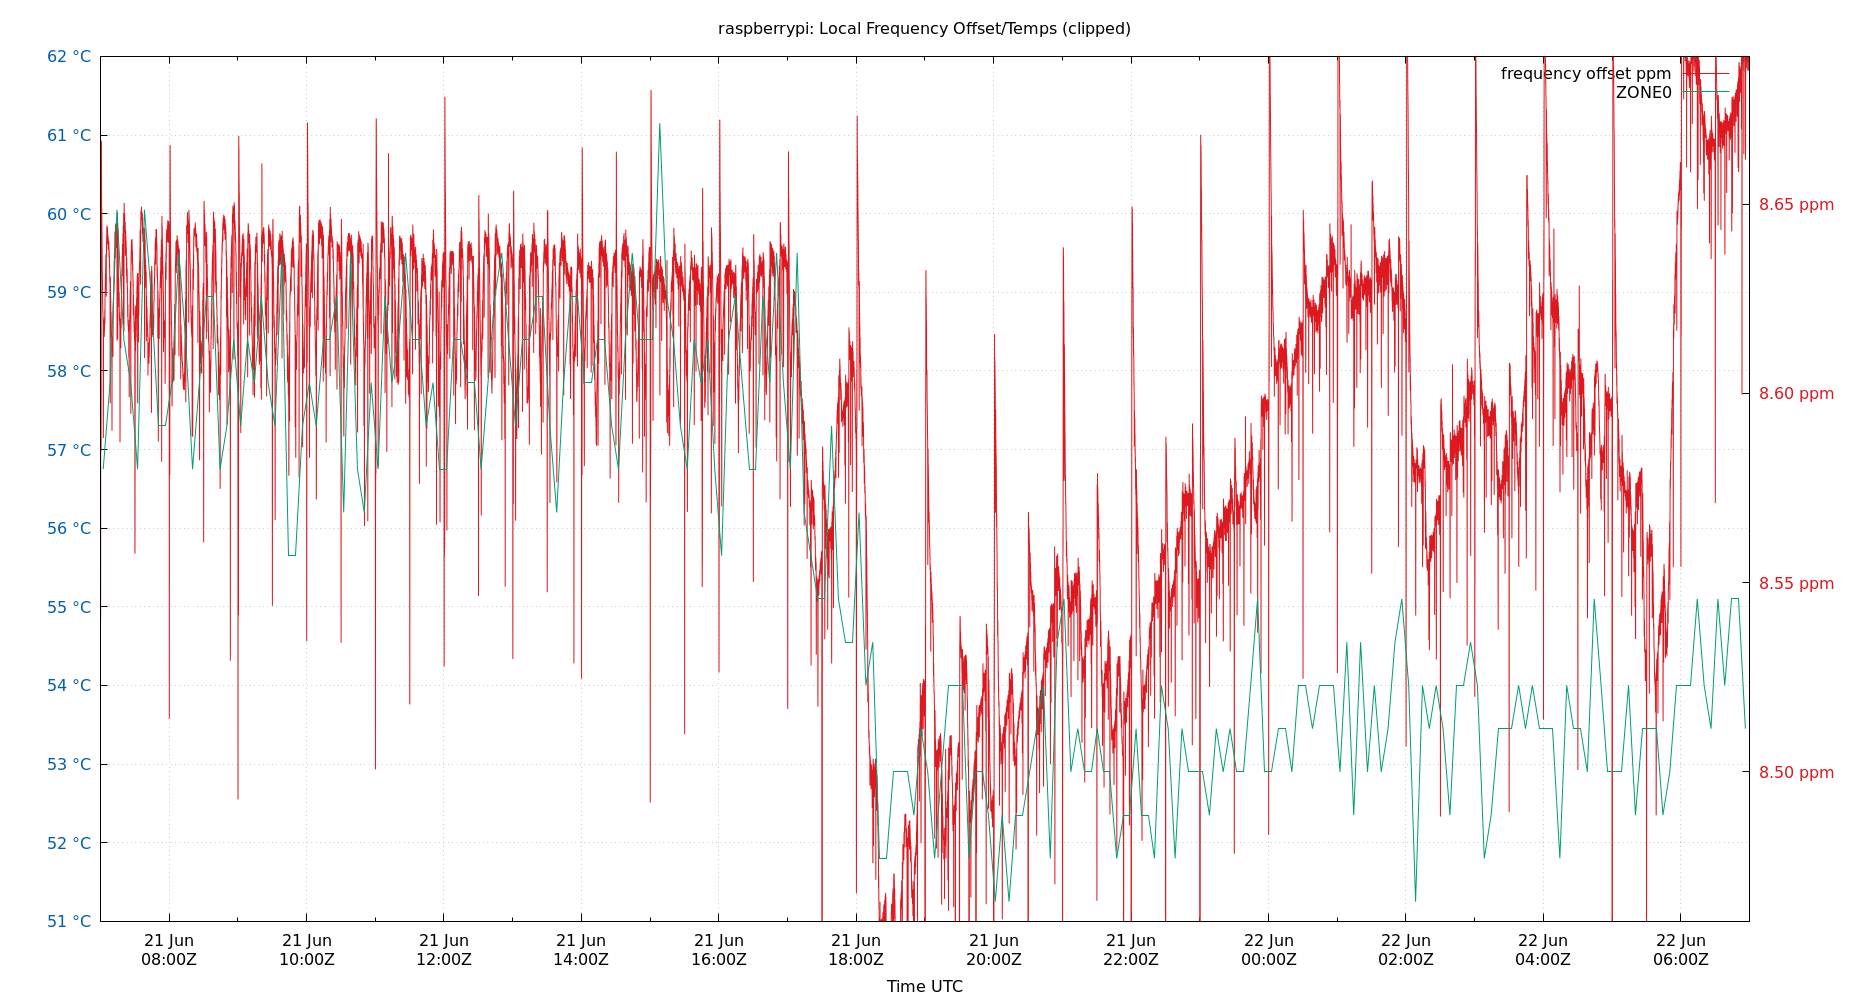 raspberrypi: Local Frequency Offset/Temps (clipped)
62 °C
61 °C
60 °C
59 °C
58 °C
57 °C
56 °C
55 °C
54 °C
53 °C
52 °C
51 °C
frequency offset ppm
ZONE0
8.65 ppm
8.60 ppm
8.55 ppm
8.50 ppm
21 Jun
08:00Z
21 Jun
10:00Z
21 Jun
12:00Z
21 Jun
14:00Z
21 Jun
16:00Z
21 Jun
18:00Z
21 Jun
20:00Z
21 Jun
22:00Z
22 Jun
00:00Z
22 Jun
02:00Z
22 Jun
04:00Z
22 Jun
06:00Z
Time UTC